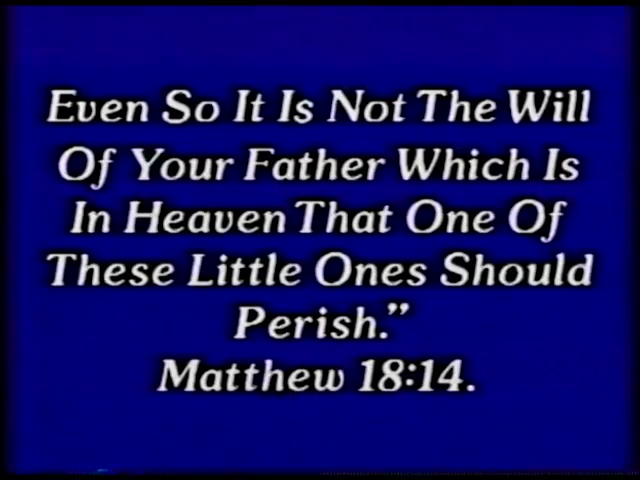 Even So It Is Not The Will
Of Your Father Which Is
In Heaven That One Of
These Little Ones Should
Perish.”
Matthew 18:14.